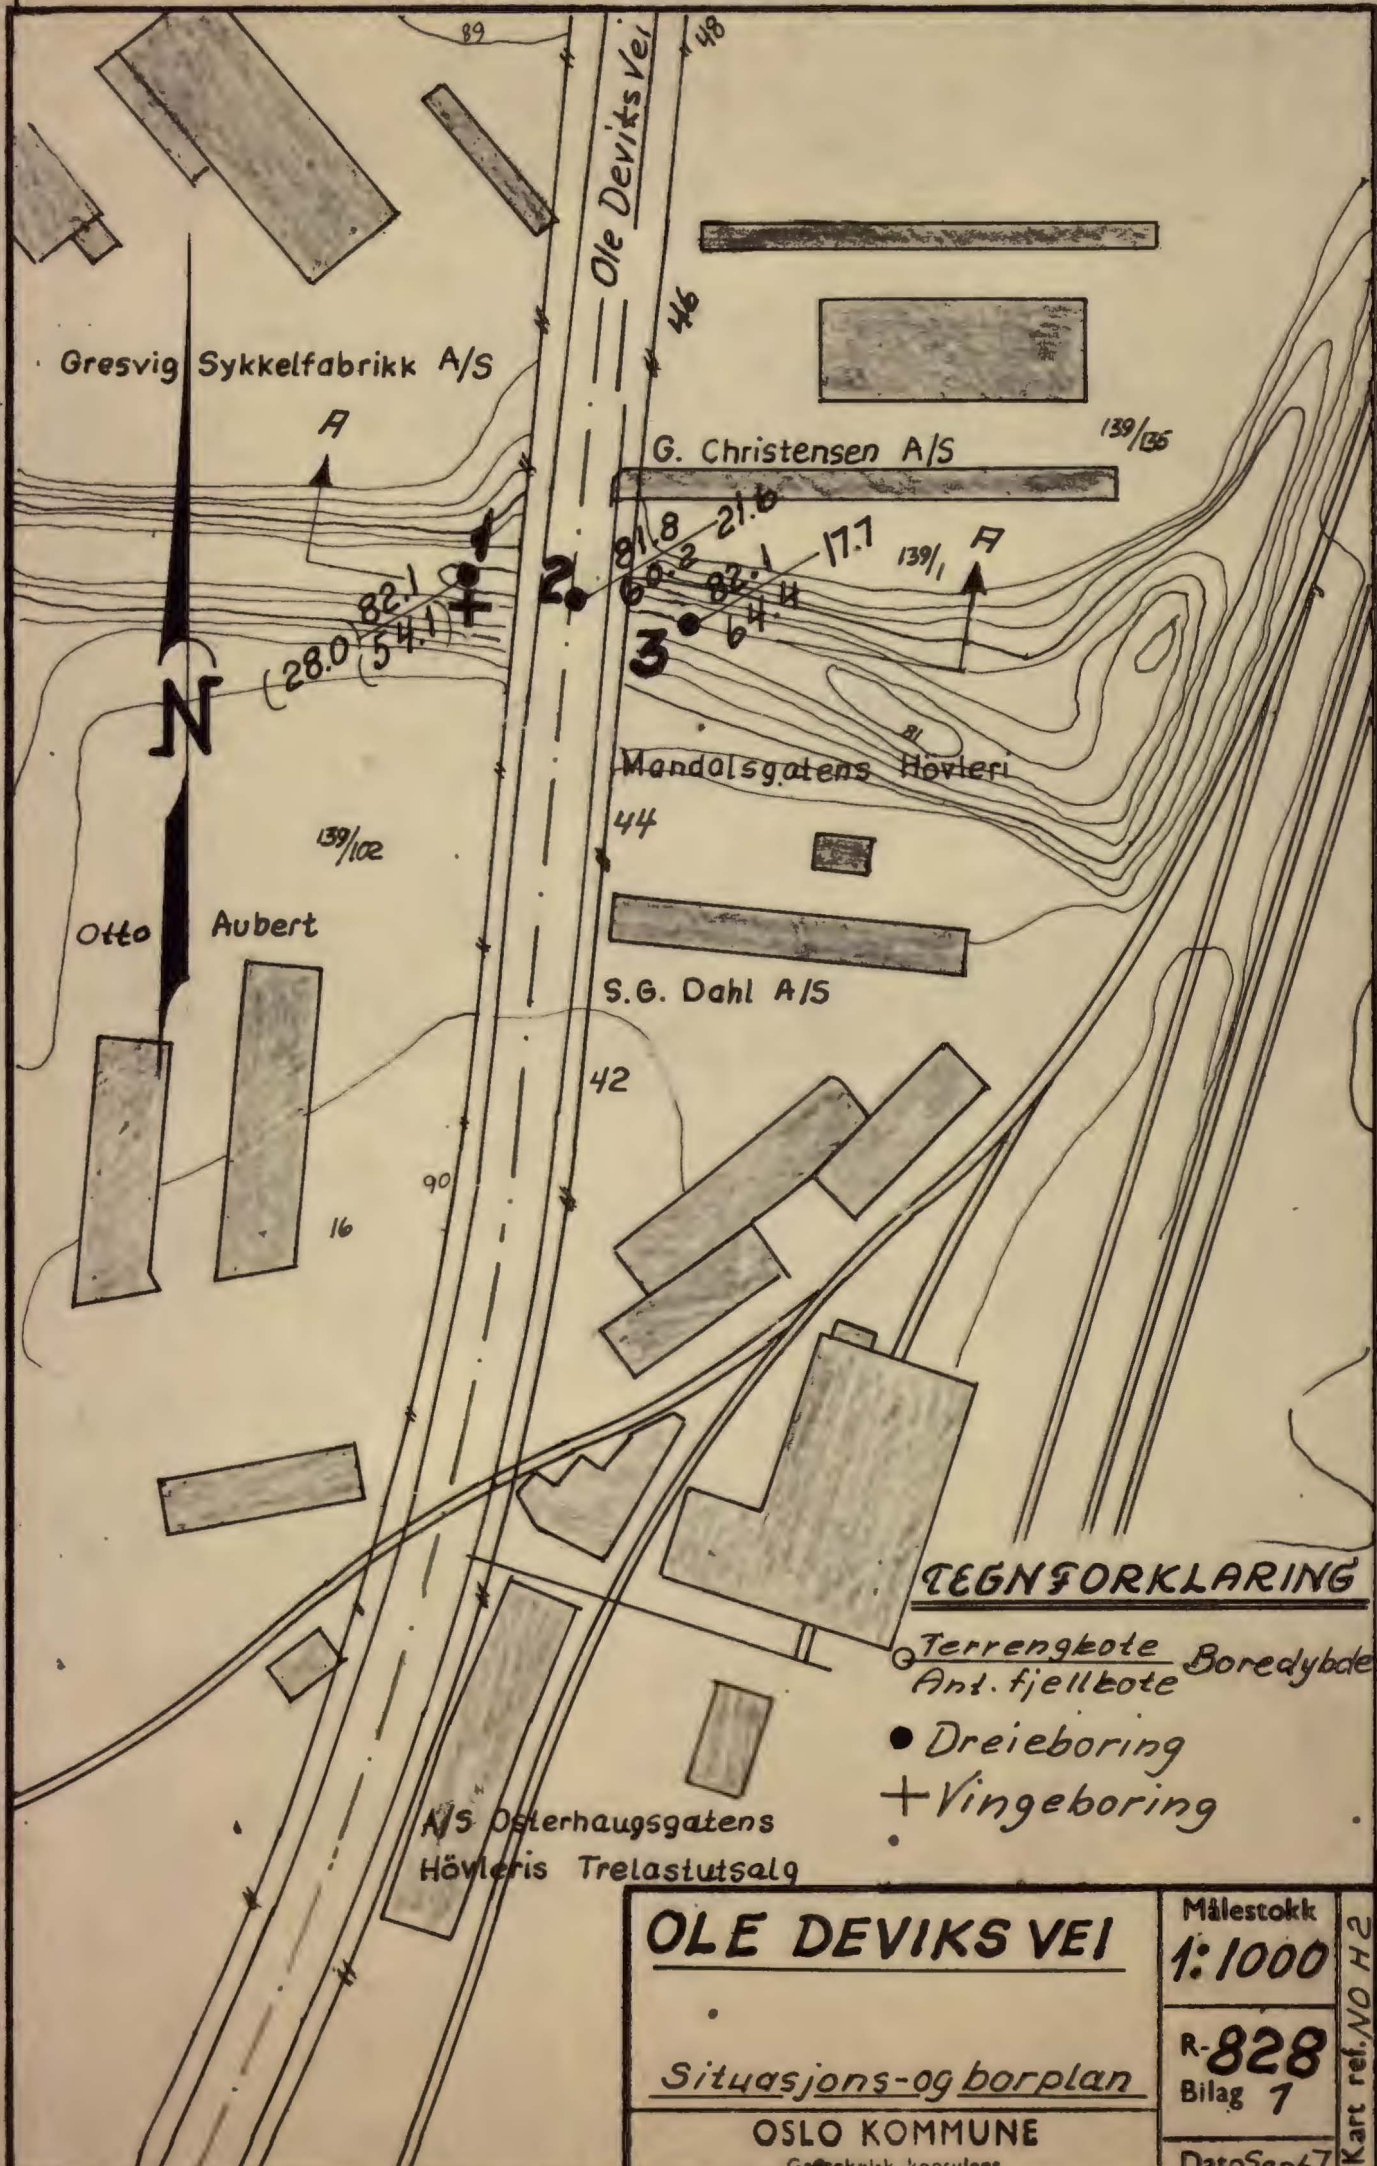 89
48
Ole Deviks Vei
46
Gresvig Sykkelfabrikk A/S
A
G. Christensen A/S
139/135
1
82.1
(54.1)
(28.0
2
81.8
60.2
21.6
3
82.1
64.4
17.7
139/1
A
N
81
Mandalsgatens Hövleri
44
139/102
Otto Aubert
S.G. Dahl A/S
42
90
16
TEGNFORKLARING
Terrengkote
Ant. fjellkote
Boredybde
Dreieboring
Vingeboring
A/S Osterhaugsgatens
Hövleris Trelastutsalg
OLE DEVIKS VEI
Situasjons-og borplan
OSLO KOMMUNE
Målestokk
1:1000
R-828
Bilag 1
Kart ref. NO H2